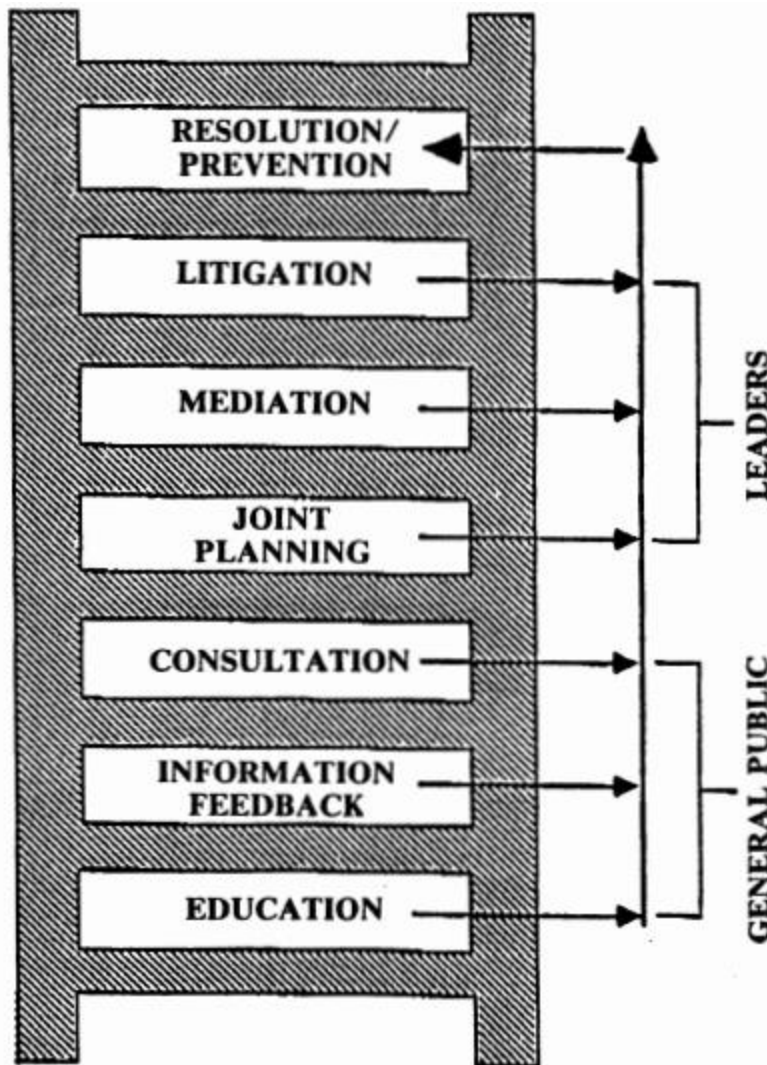 RESOLUTION/
PREVENTION
LITIGATION
MEDIATION
JOINT
PLANNING
CONSULTATION
INFORMATION
FEEDBACK
EDUCATION
LEADERS
GENERAL PUBLIC